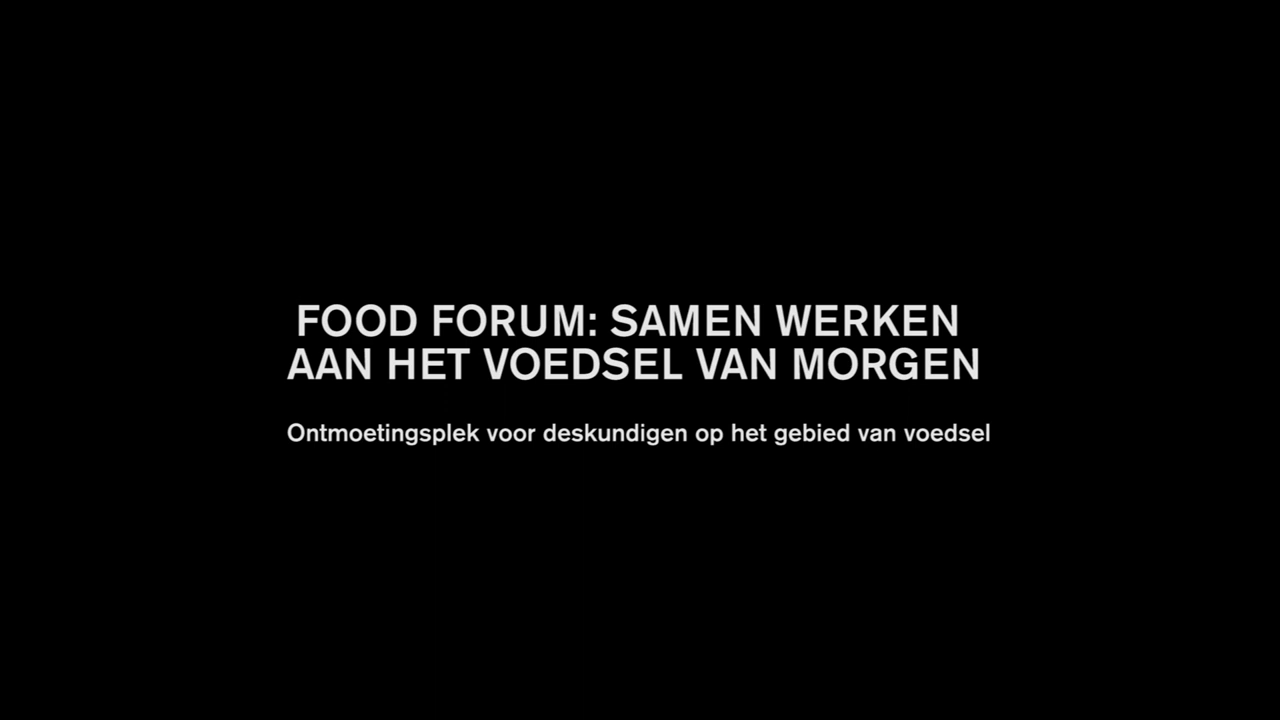 FOOD FORUM: SAMEN WERKEN
AAN HET VOEDSEL VAN MORGEN
Ontmoetingsplek voor deskundigen op het gebied van voedsel